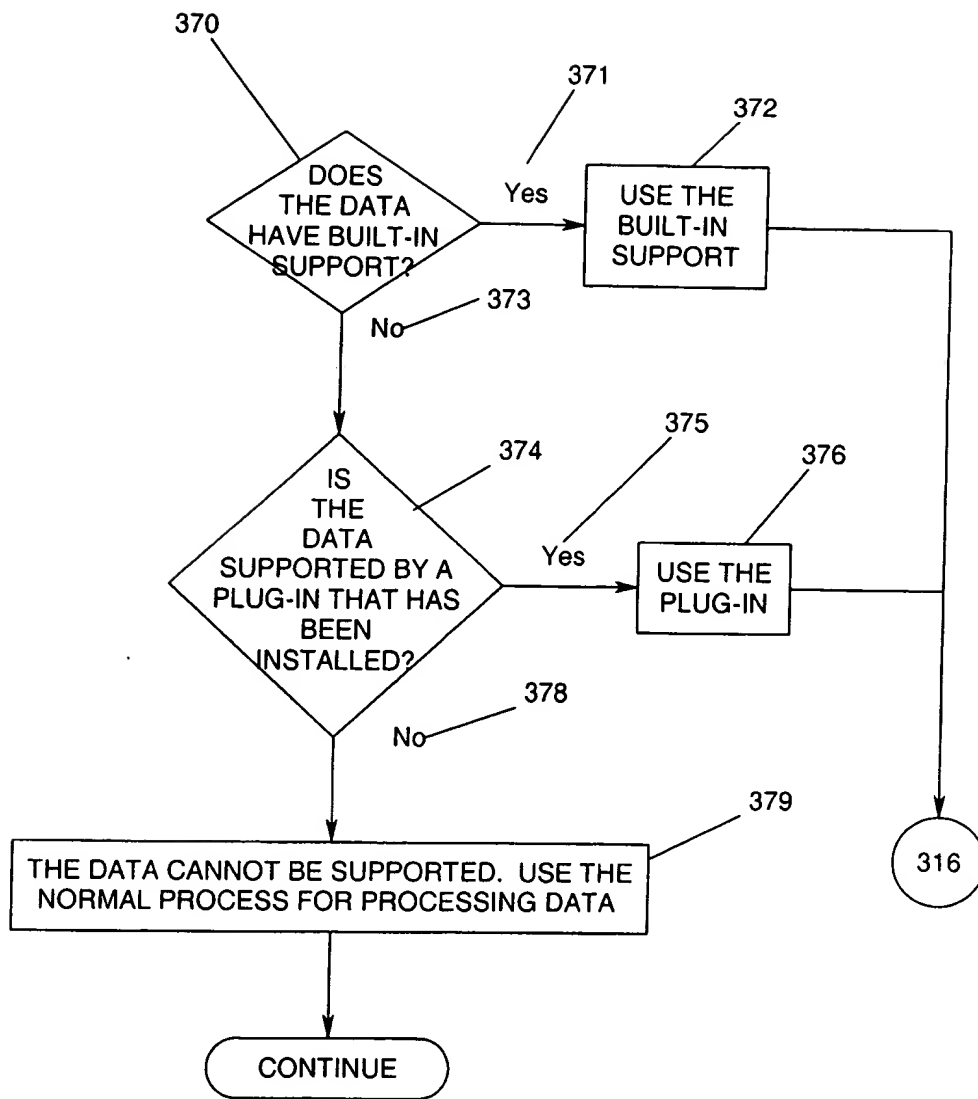 370
371
372
DOES
THE DATA
HAVE BUILT-IN
SUPPORT?
Yes
USE THE
BUILT-IN
SUPPORT
373
No
374
375
376
IS
THE
DATA
SUPPORTED BY A
PLUG-IN THAT HAS
BEEN
INSTALLED?
Yes
USE THE
PLUG-IN
378
No
379
THE DATA CANNOT BE SUPPORTED. USE THE
NORMAL PROCESS FOR PROCESSING DATA
316
CONTINUE